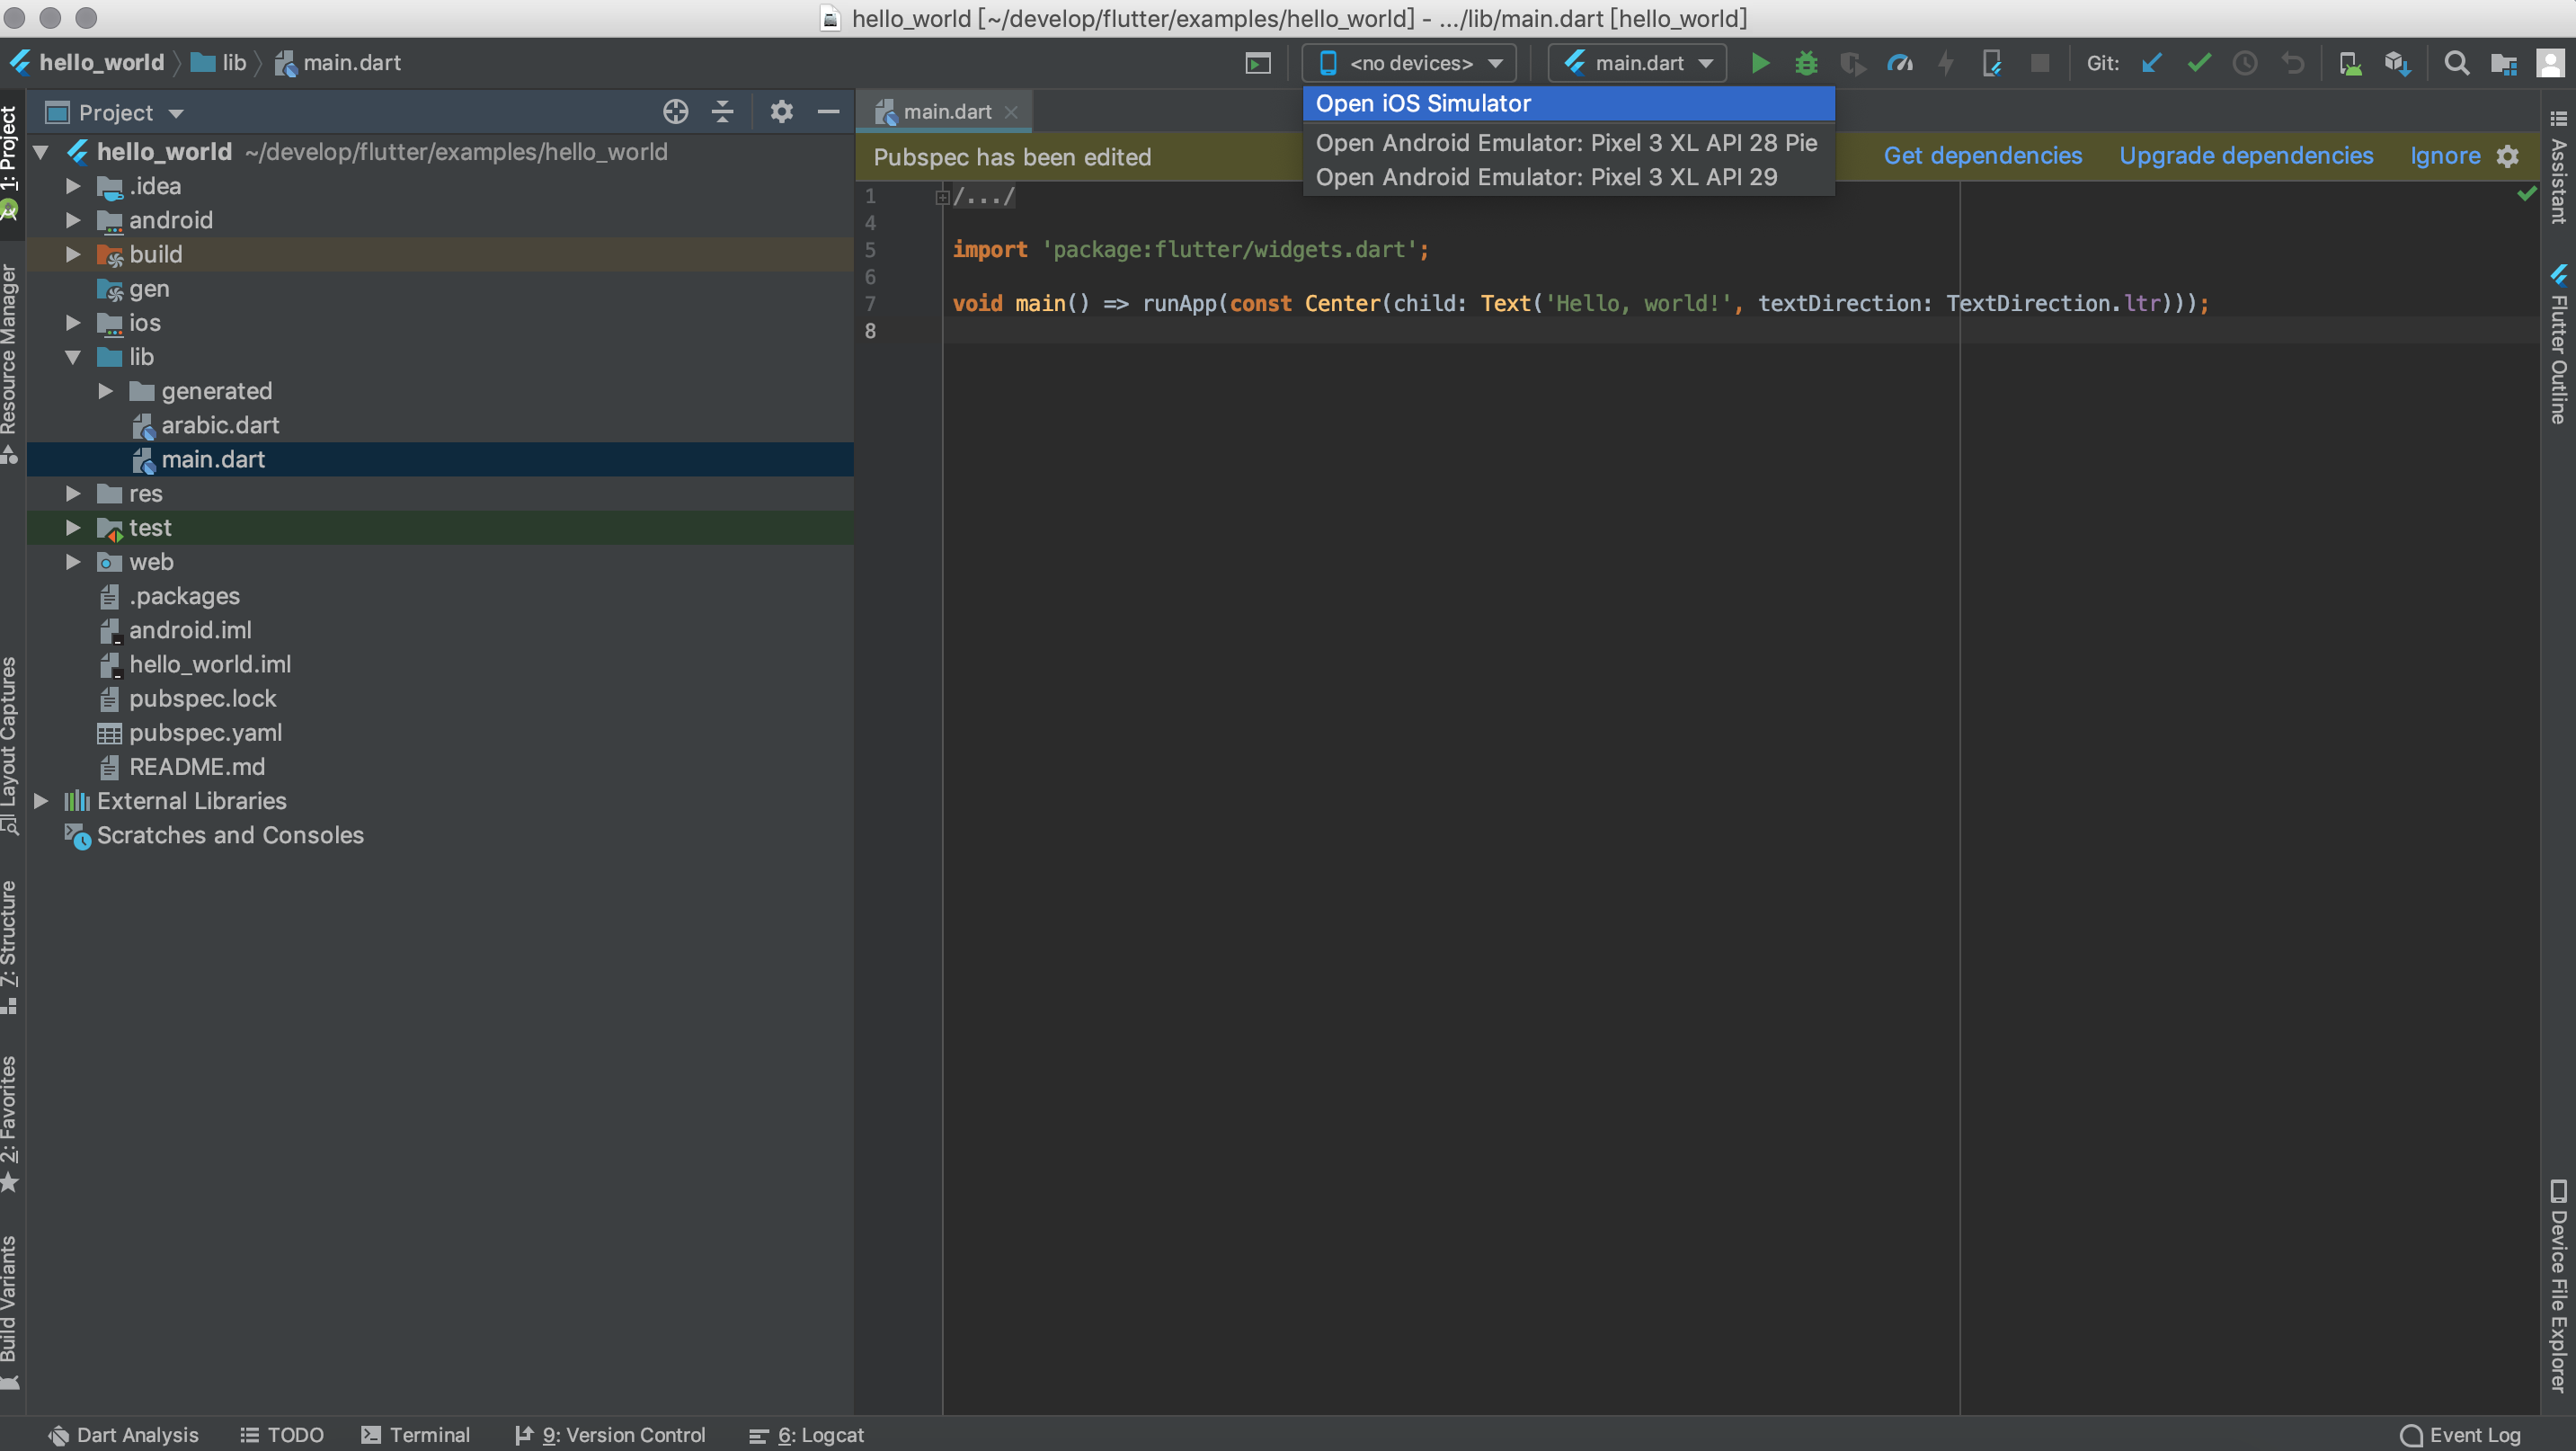 hello_world [~/develop/flutter/examples/hello_world] - .../lib/main.dart [hello_world]
hello_world lib main.dart
<no devices> main.dart Git:
Open iOS Simulator
Open Android Emulator: Pixel 3 XL API 28 Pie
Open Android Emulator: Pixel 3 XL API 29
1: Project
Resource Manager
Layout Captures
7: Structure
2: Favorites
Build Variants
Project
hello_world ~/develop/flutter/examples/hello_world
.idea
android
build
gen
ios
lib
generated
arabic.dart
main.dart
res
test
web
.packages
android.iml
hello_world.iml
pubspec.lock
pubspec.yaml
README.md
External Libraries
Scratches and Consoles
main.dart
Pubspec has been edited
Get dependencies Upgrade dependencies Ignore
1 /.../
4
5 import 'package:flutter/widgets.dart';
6
7 void main() => runApp(const Center(child: Text('Hello, world!', textDirection: TextDirection.ltr)));
8
Assistant
Flutter Outline
Device File Explorer
Dart Analysis TODO Terminal 9: Version Control 6: Logcat Event Log